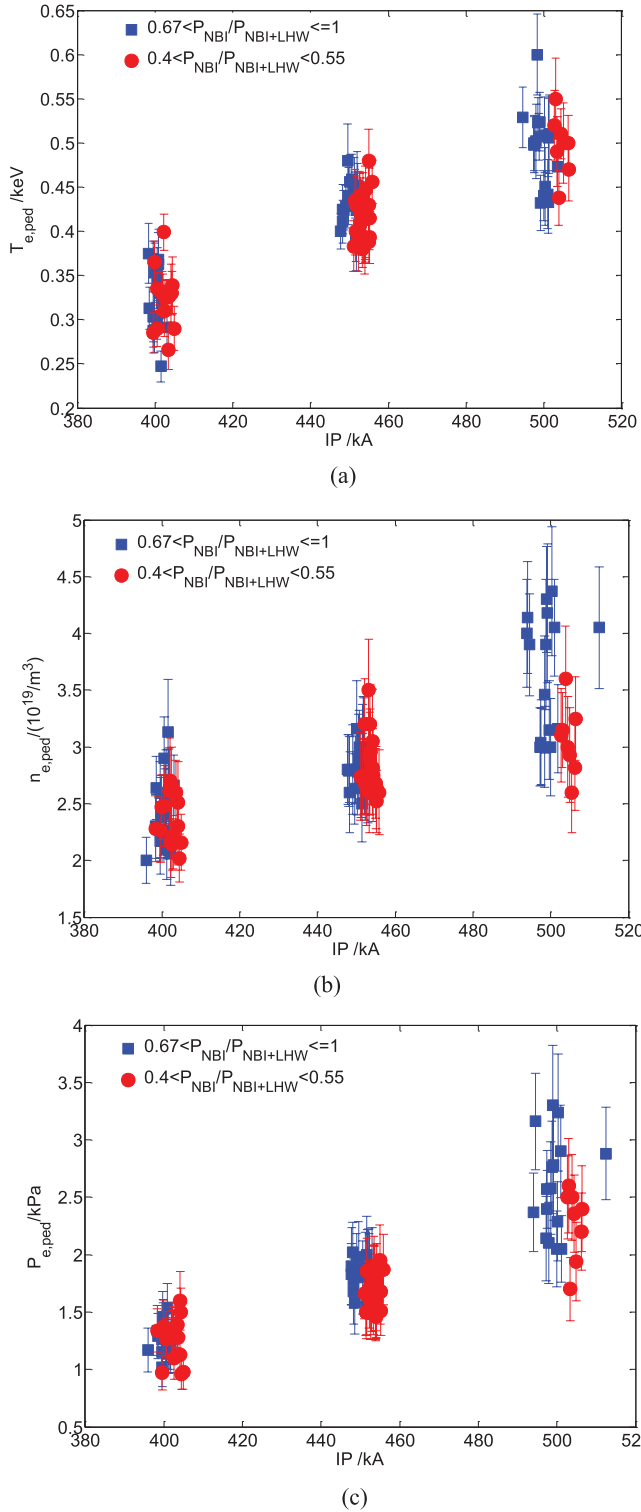 0.65
0.6
0.55
0.5
0.45
0.4
0.35
0.3
0.25
0.2
T_e,ped /keV
0.67<P_NBI/P_NBI+LHW<=1
0.4<P_NBI/P_NBI+LHW<0.55
380 400 420 440 460 480 500 520
IP /kA
(a)
5
4.5
4
3.5
3
2.5
2
1.5
n_e,ped/(10^19/m^3)
0.67<P_NBI/P_NBI+LHW<=1
0.4<P_NBI/P_NBI+LHW<0.55
380 400 420 440 460 480 500 520
IP /kA
(b)
4
3.5
3
2.5
2
1.5
1
0.5
P_e,ped/kPa
0.67<P_NBI/P_NBI+LHW<=1
0.4<P_NBI/P_NBI+LHW<0.55
380 400 420 440 460 480 500 52
IP /kA
(c)